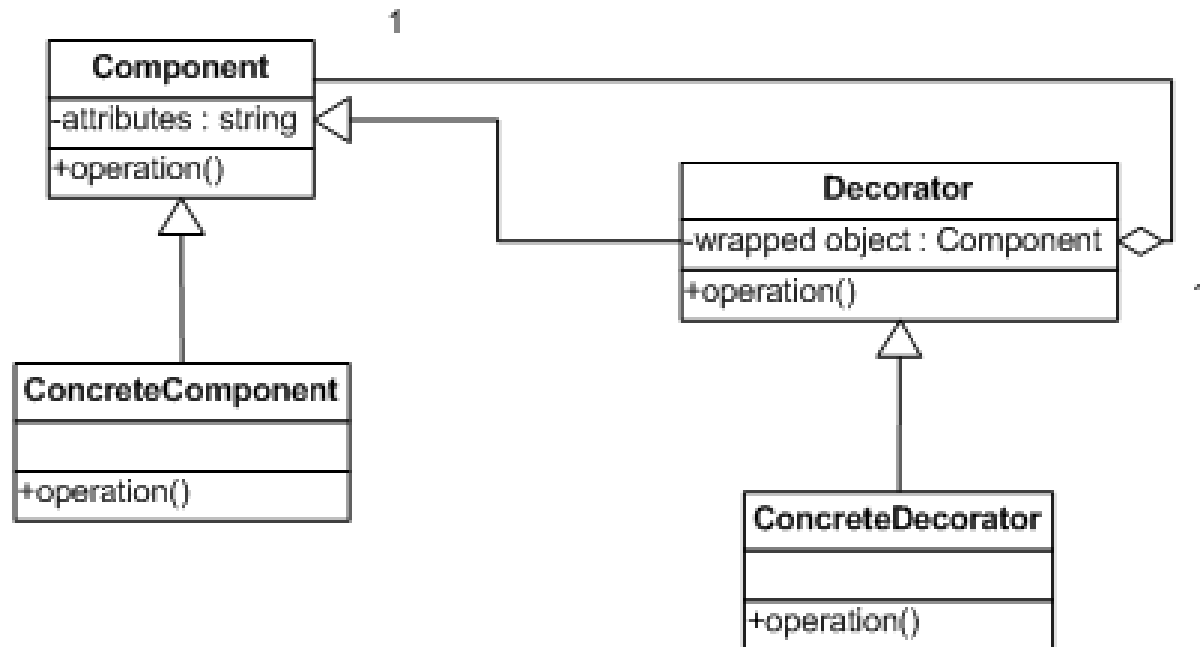 1
Component
-attributes : string
+operation()
Decorator
-wrapped object : Component
+operation()
ConcreteComponent
+operation()
ConcreteDecorator
+operation()